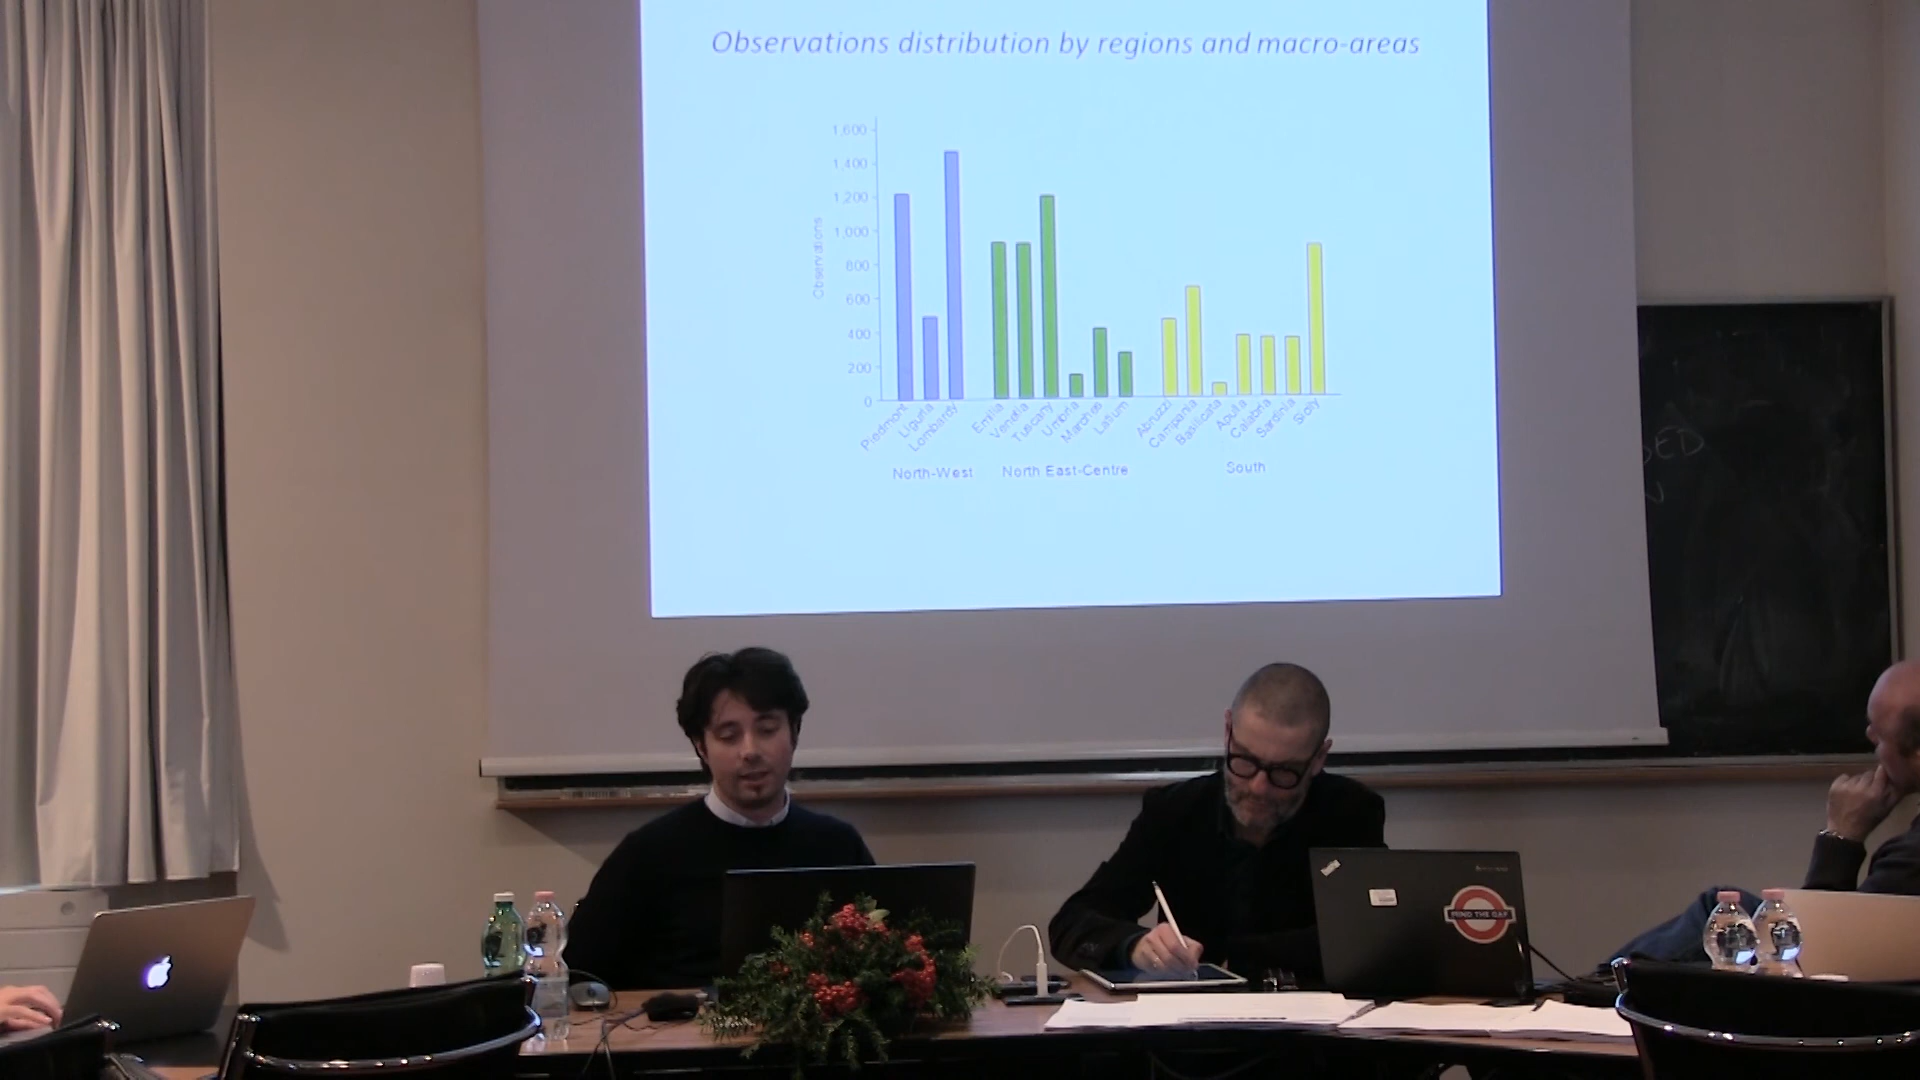 Observations distribution by regions and macro-areas
1,600
1,400
1,200
1,000
800
600
400
200
0
Observations
Piedmont
Liguria
Lombardy
Emilia
Venetia
Tuscany
Umbria
Marches
Latium
Abruzzi
Campania
Basilicata
Apulia
Calabria
Sardinia
Sicily
North-West
North East-Centre
South
MIND THE GAP